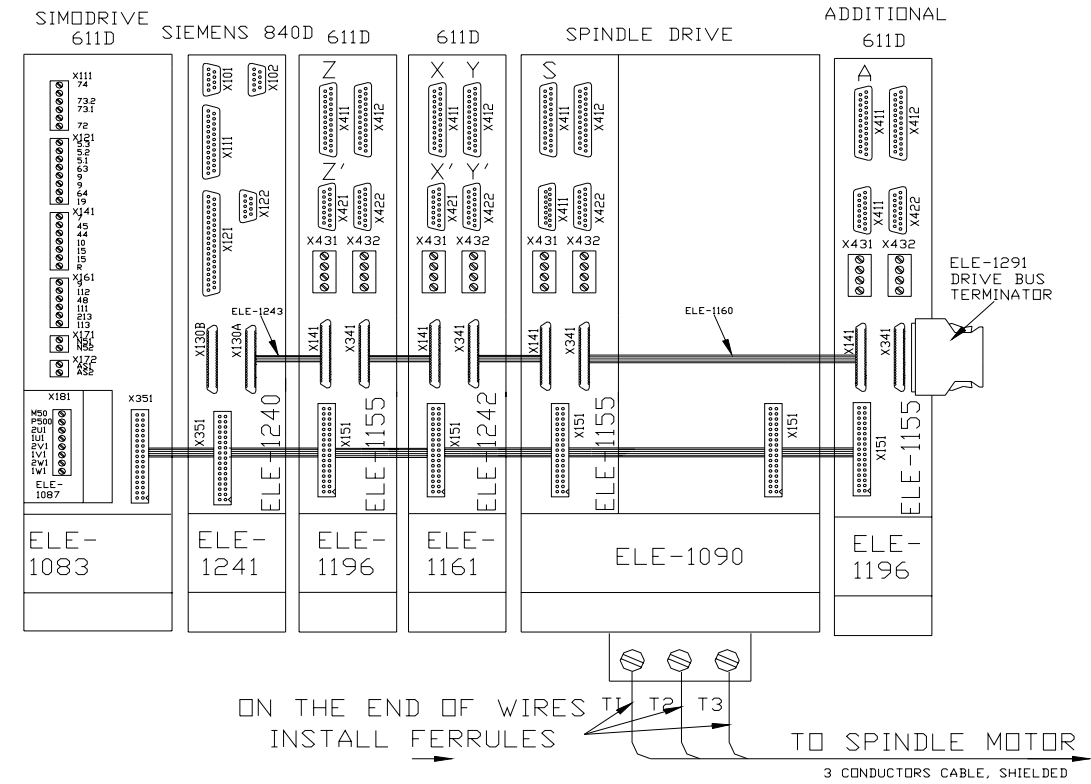 SIMODRIVE
611D
SIEMENS 840D
611D
611D
SPINDLE DRIVE
ADDITIONAL
611D
X111
74
73.2
73.1
72
X121
5.3
5.2
5.1
63
9
9
64
19
X141
7
45
44
10
15
15
R
X161
9
112
48
111
213
113
X171
NS1
NS2
X172
AS1
AS2
X181
M50
P500
2U1
1U1
2V1
1V1
2W1
1W1
ELE-
1087
X351
ELE-
1083
X101
X102
X111
X122
X121
X130B
X130A
ELE-1243
X351
ELE-1240
ELE-
1241
Z
X411
X412
Z'
X421
X422
X431 X432
X141
X341
X151
ELE-1155
ELE-
1196
X Y
X411
X412
X' Y'
X421
X422
X431 X432
X141
X341
X151
ELE-1242
ELE-
1161
S
X411
X412
X411
X422
X431 X432
X141
X341
X151
ELE-1155
ELE-1160
X151
ELE-1090
A
X411
X412
X411
X422
X431 X432
X141
X341
X151
ELE-1155
ELE-
1196
ELE-1291
DRIVE BUS
TERMINATOR
T1 T2 T3
ON THE END OF WIRES
INSTALL FERRULES
TO SPINDLE MOTOR
3 CONDUCTORS CABLE, SHIELDED